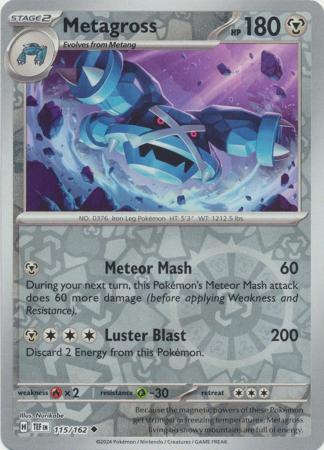 STAGE2
Metagross
HP 180
Evolves from Metang
NO. 0376 Iron Leg Pokémon HT: 5'3" WT: 1212.5 lbs.
Meteor Mash 60
During your next turn, this Pokémon's Meteor Mash attack
does 60 more damage (before applying Weakness and
Resistance).
Luster Blast 200
Discard 2 Energy from this Pokémon.
weakness × 2 resistance -30 retreat
Illus. Nurikabe
H TEF EN 115/162
Because the magnetic powers of these Pokémon
get stronger in freezing temperatures, Metagross
living on snowy mountains are full of energy.
©2024 Pokémon / Nintendo / Creatures / GAME FREAK